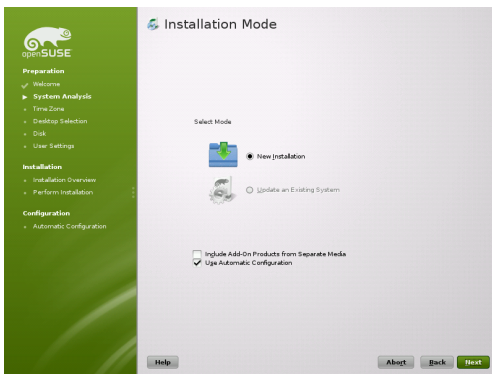 openSUSE
Preparation
Welcome
System Analysis
Time Zone
Desktop Selection
Disk
User Settings
Installation
Installation Overview
Perform Installation
Configuration
Automatic Configuration
Installation Mode
Select Mode
New Installation
Update an Existing System
Include Add-On Products from Separate Media
Use Automatic Configuration
Help
Abort
Back
Next